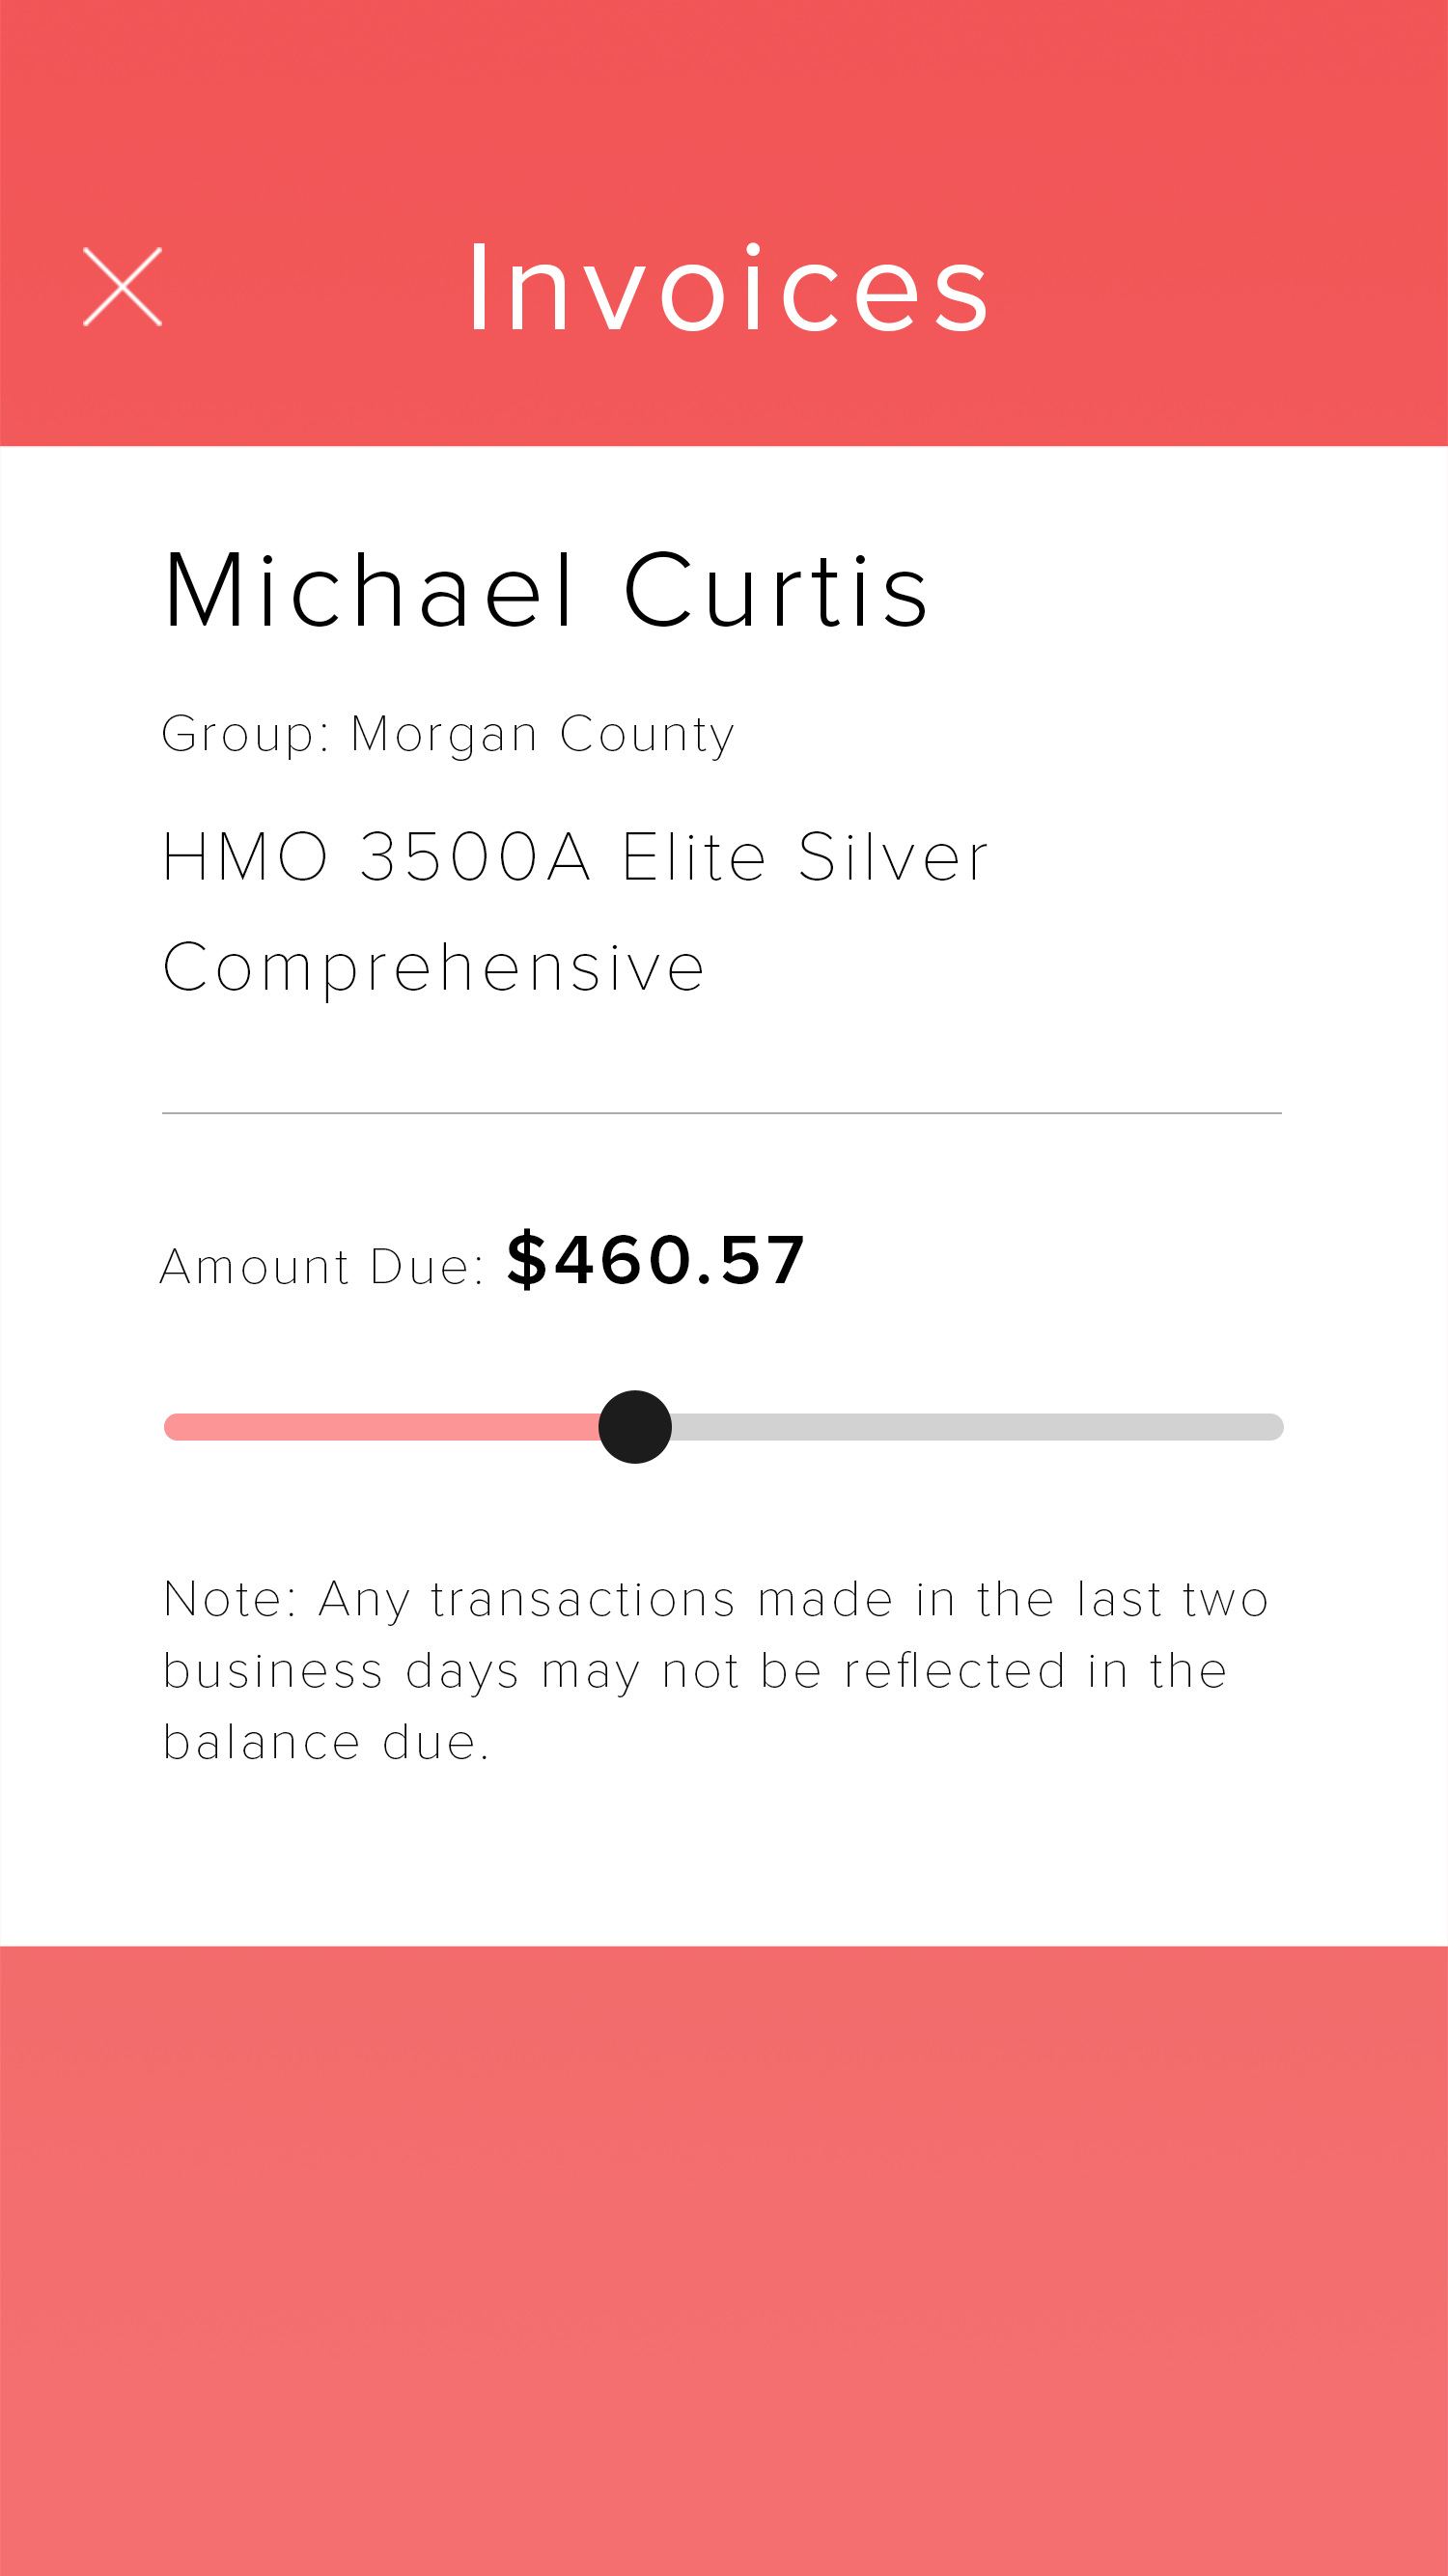 Invoices
Michael Curtis
Group: Morgan County
HMO 3500A Elite Silver
Comprehensive
Amount Due: $460.57
Note: Any transactions made in the last two
business days may not be reflected in the
balance due.